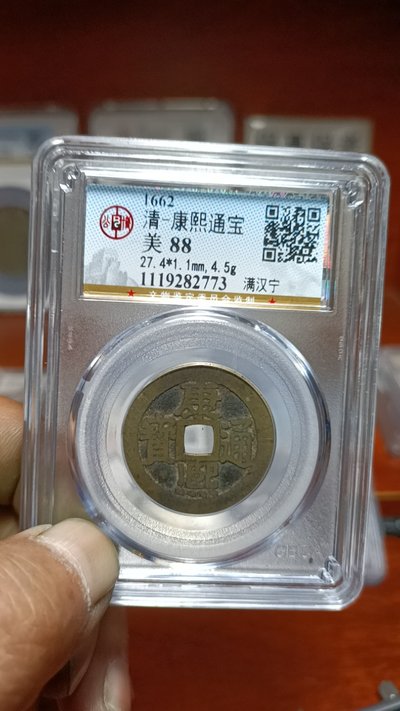 1662
清·康熙通宝
美 88
27.4*1.1mm,4.5g
1119282773 满汉宁
康熙通寶